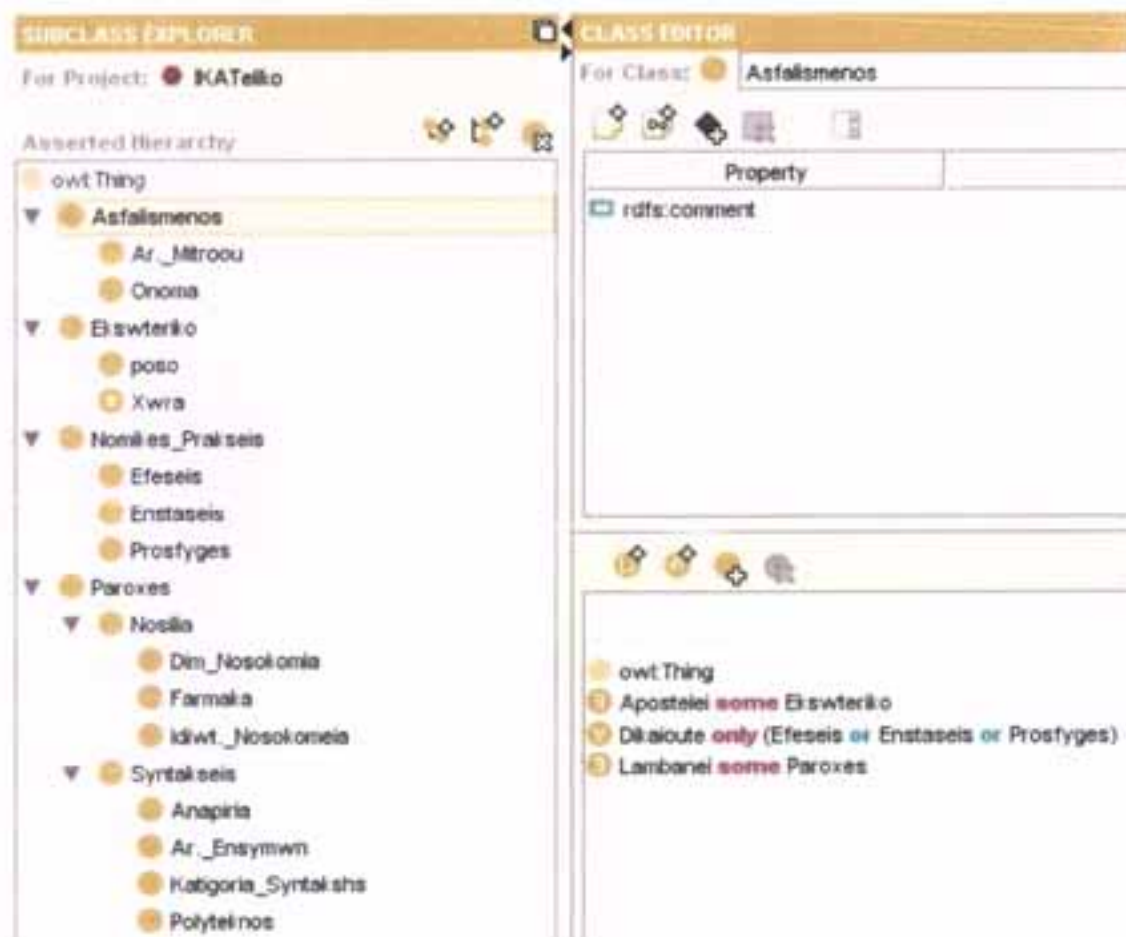 SUBCLASS EXPLORER
For Project: IKATeliko
Asserted Hierarchy
owl:Thing
Asfalismenos
Ar._Mitroou
Onoma
Ekswteriko
poso
Xwra
Nomikes_Prakseis
Efeseis
Enstaseis
Prosfyges
Paroxes
Nosilia
Dim_Nosokomia
Farmaka
Idiwt._Nosokomeia
Syntakseis
Anapiria
Ar._Ensymwn
Katigoria_Syntakshs
Polyteknos
CLASS EDITOR
For Class: Asfalismenos
Property
rdfs:comment
owl:Thing
Apostelei some Ekswteriko
Dikaioute only (Efeseis or Enstaseis or Prosfyges)
Lambanei some Paroxes